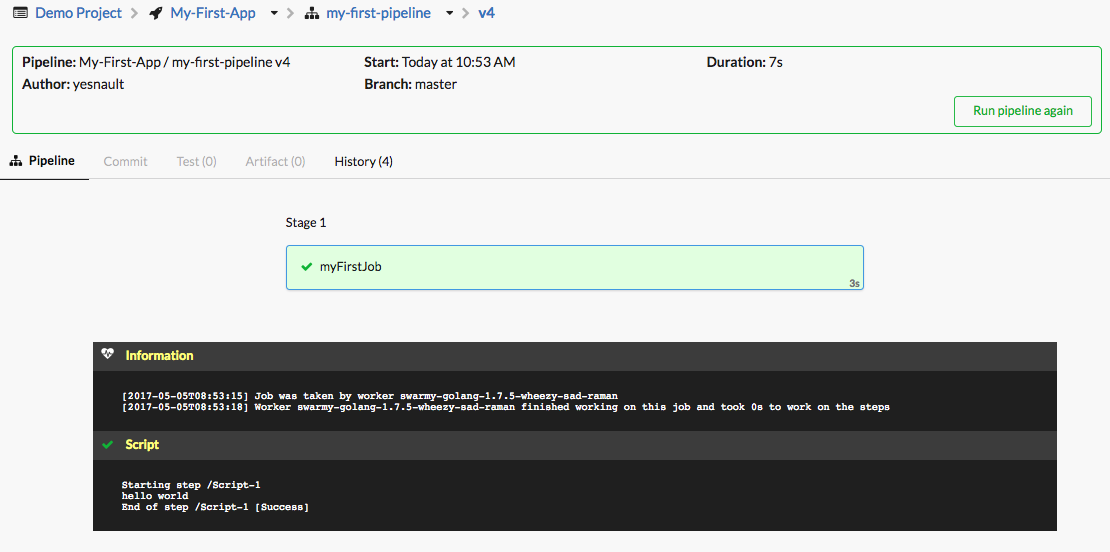 Demo Project My-First-App my-first-pipeline v4
Pipeline: My-First-App / my-first-pipeline v4 Start: Today at 10:53 AM Duration: 7s
Author: yesnault Branch: master
Run pipeline again
Pipeline Commit Test (0) Artifact (0) History (4)
Stage 1
myFirstJob
3s
Information
[2017-05-05T08:53:15] Job was taken by worker swarmy-golang-1.7.5-wheezy-sad-raman
[2017-05-05T08:53:18] Worker swarmy-golang-1.7.5-wheezy-sad-raman finished working on this job and took 0s to work on the steps
Script
Starting step /Script-1
hello world
End of step /Script-1 [Success]